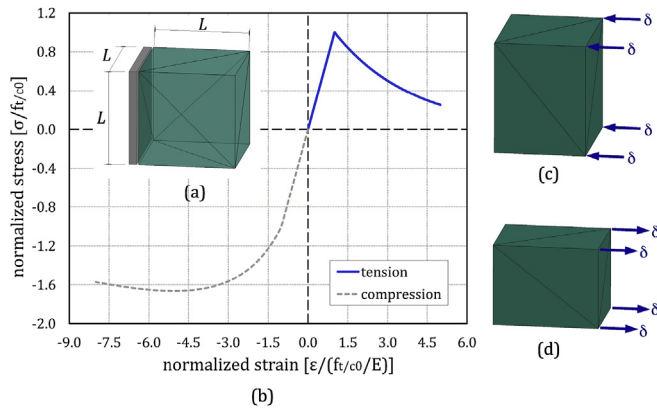 L
L
L
(a)
1.2
0.8
0.4
0.0
-0.4
-0.8
-1.2
-1.6
-2.0
normalized stress [σ/ft/c0]
-9.0 -7.5 -6.0 -4.5 -3.0 -1.5 0.0 1.5 3.0 4.5 6.0
normalized strain [ε/(ft/c0/E)]
tension
compression
(b)
δ
δ
δ
δ
(c)
δ
δ
δ
δ
(d)